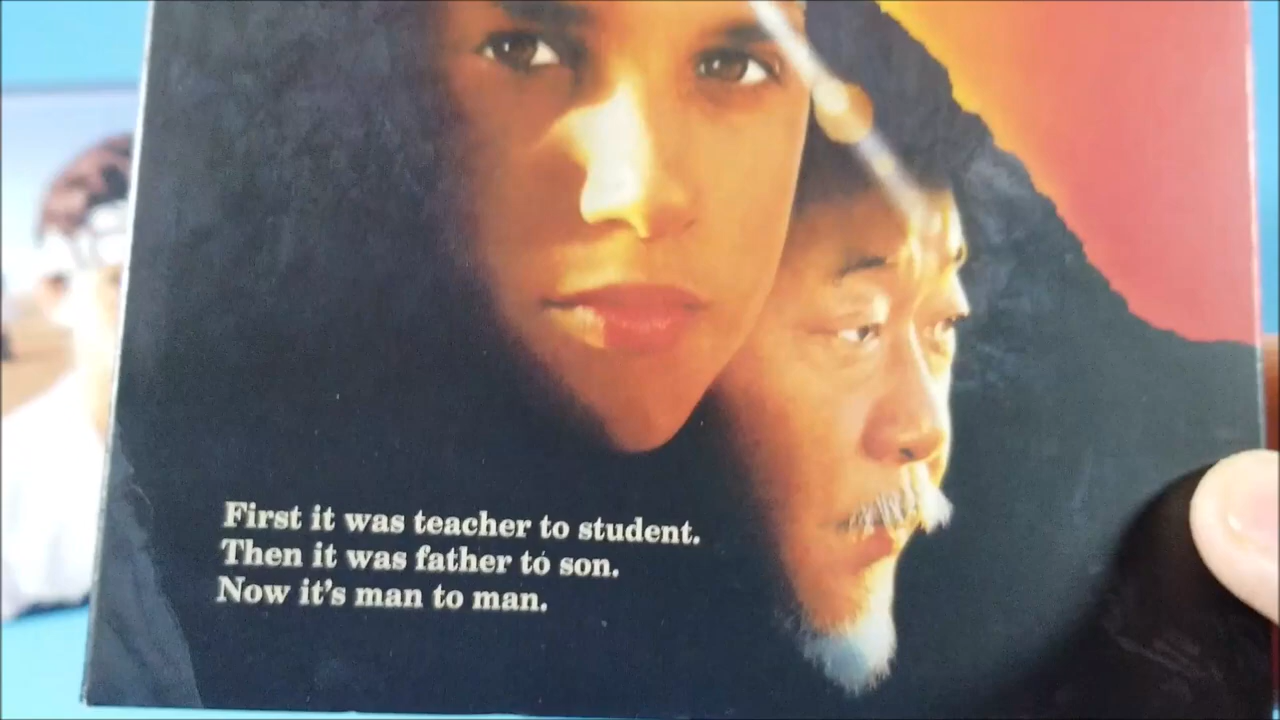 First it was teacher to student.
Then it was father to son.
Now it's man to man.